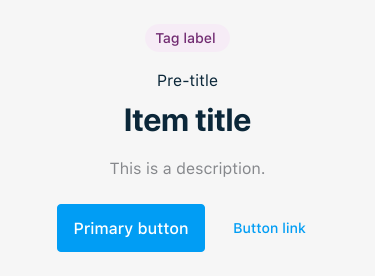 Tag label
Pre-title
Item title
This is a description.
Primary button
Button link